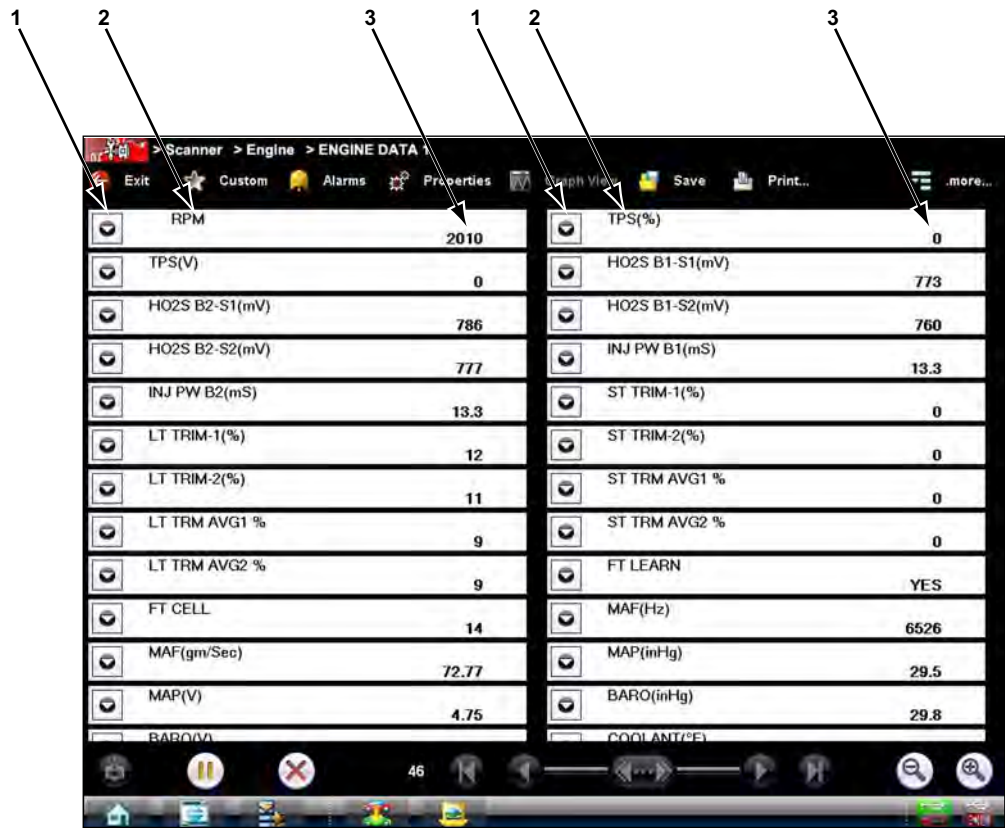 1 2 3 1 2 3
> Scanner > Engine > ENGINE DATA 1
Exit Custom Alarms Properties Graph View Save Print... .more...
RPM 2010 TPS(%) 0
TPS(V) 0 HO2S B1-S1(mV) 773
HO2S B2-S1(mV) 786 HO2S B1-S2(mV) 760
HO2S B2-S2(mV) 777 INJ PW B1(mS) 13.3
INJ PW B2(mS) 13.3 ST TRIM-1(%) 0
LT TRIM-1(%) 12 ST TRIM-2(%) 0
LT TRIM-2(%) 11 ST TRM AVG1 % 0
LT TRM AVG1 % 9 ST TRM AVG2 % 0
LT TRM AVG2 % 9 FT LEARN YES
FT CELL 14 MAF(Hz) 6526
MAF(gm/Sec) 72.77 MAP(inHg) 29.5
MAP(V) 4.75 BARO(inHg) 29.8
BARO(V) COOLANT(°F)
46